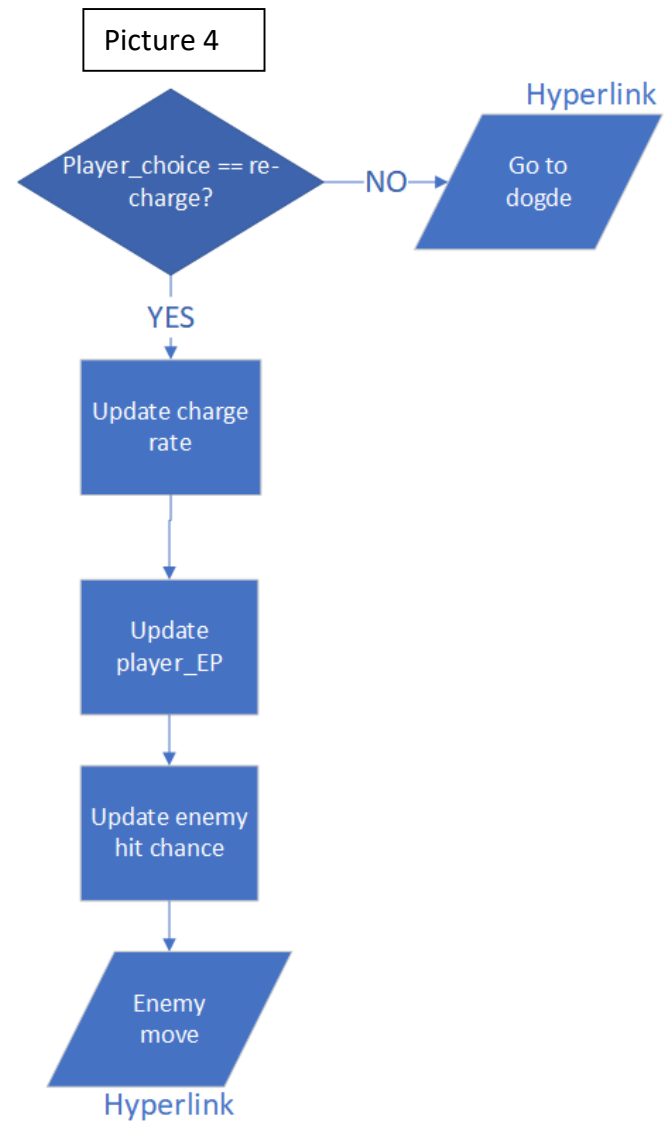 Picture 4
Hyperlink
Player_choice == re-
charge?
NO
Go to
dogde
YES
Update charge
rate
Update
player_EP
Update enemy
hit chance
Enemy
move
Hyperlink